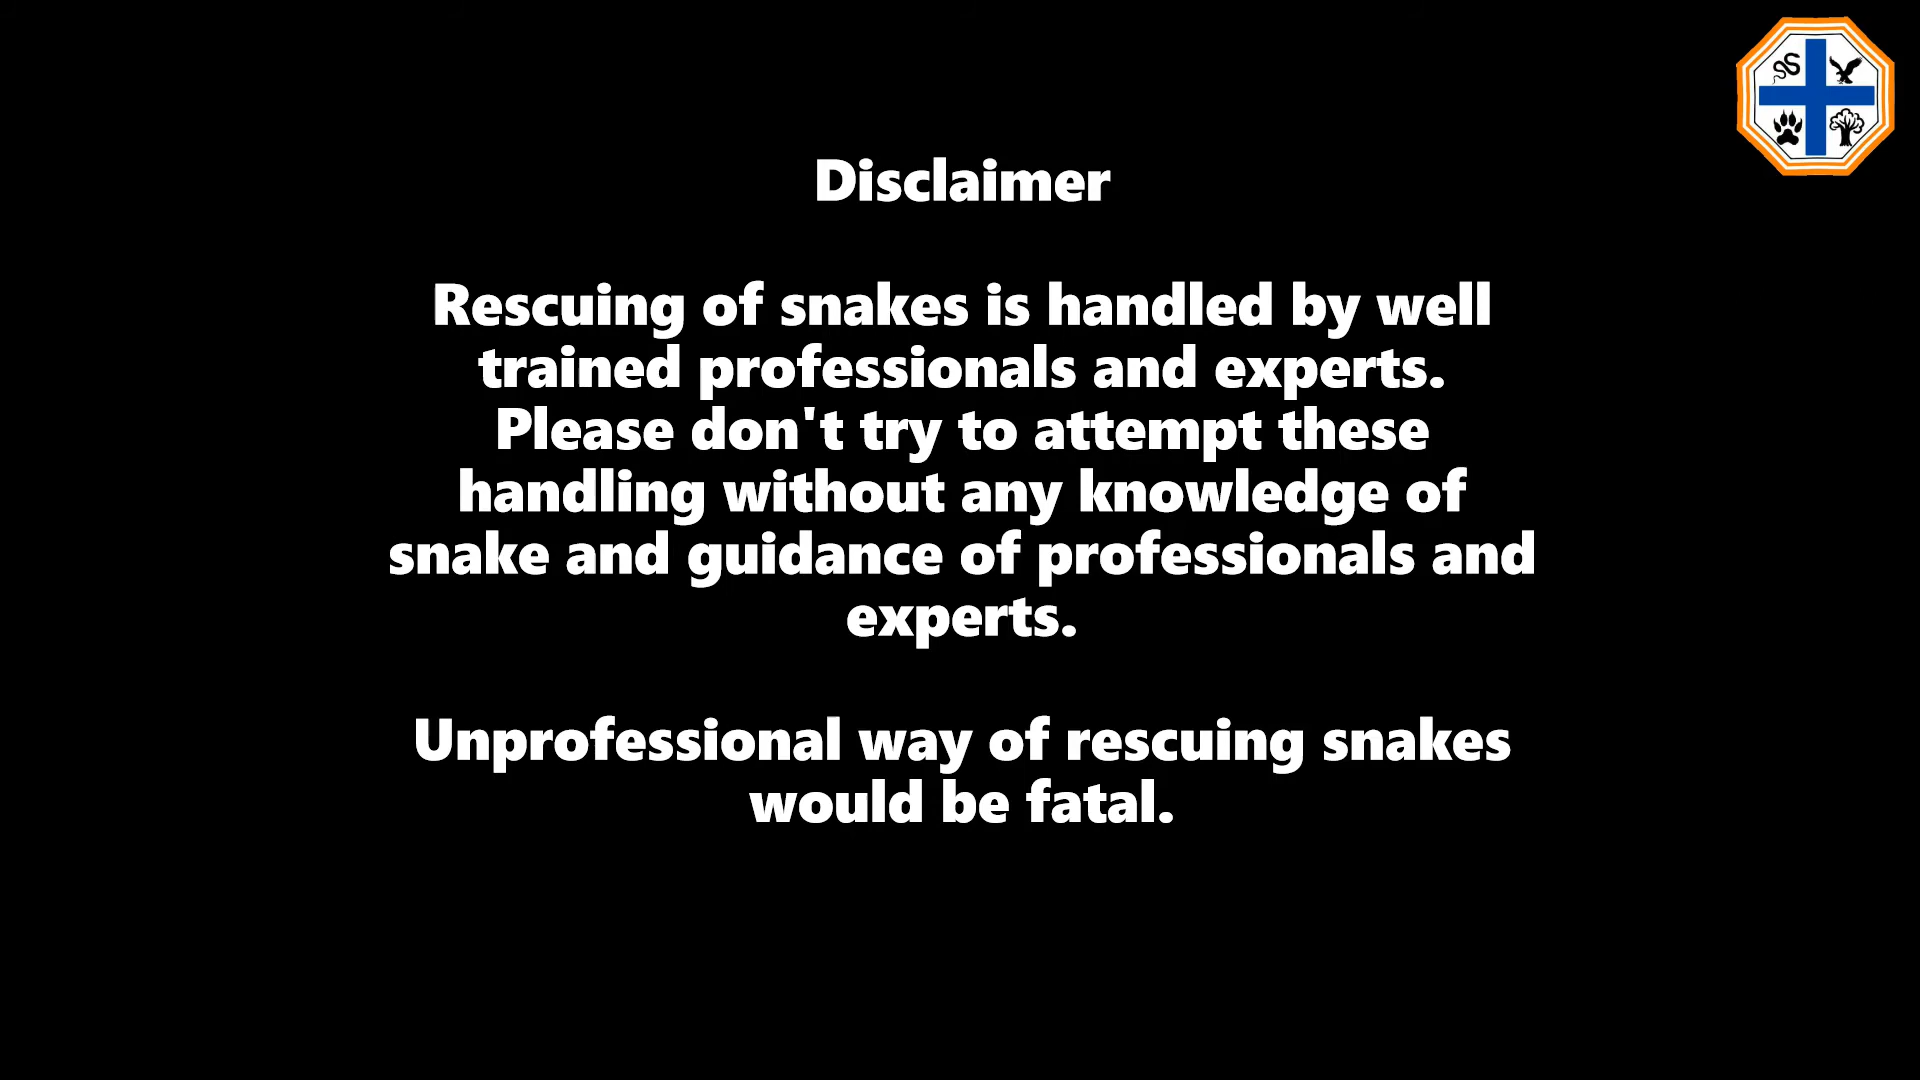 Disclaimer
Rescuing of snakes is handled by well
trained professionals and experts.
Please don't try to attempt these
handling without any knowledge of
snake and guidance of professionals and
experts.
Unprofessional way of rescuing snakes
would be fatal.